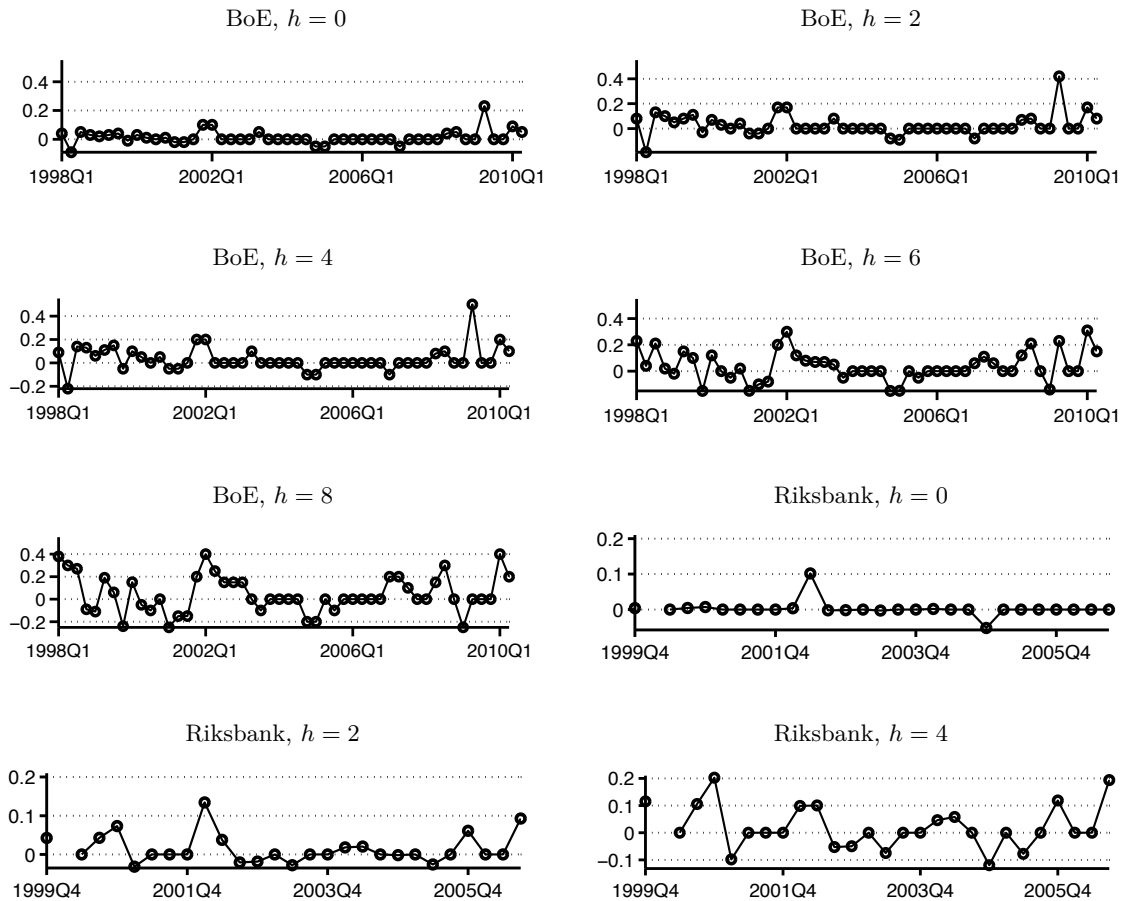 BoE, h = 0
0.4
0.2
0
1998Q1 2002Q1 2006Q1 2010Q1
BoE, h = 2
0.4
0.2
0
1998Q1 2002Q1 2006Q1 2010Q1
BoE, h = 4
0.4
0.2
0
−0.2
1998Q1 2002Q1 2006Q1 2010Q1
BoE, h = 6
0.4
0.2
0
1998Q1 2002Q1 2006Q1 2010Q1
BoE, h = 8
0.4
0.2
0
−0.2
1998Q1 2002Q1 2006Q1 2010Q1
Riksbank, h = 0
0.2
0.1
0
1999Q4 2001Q4 2003Q4 2005Q4
Riksbank, h = 2
0.2
0.1
0
1999Q4 2001Q4 2003Q4 2005Q4
Riksbank, h = 4
0.2
0.1
0
−0.1
1999Q4 2001Q4 2003Q4 2005Q4